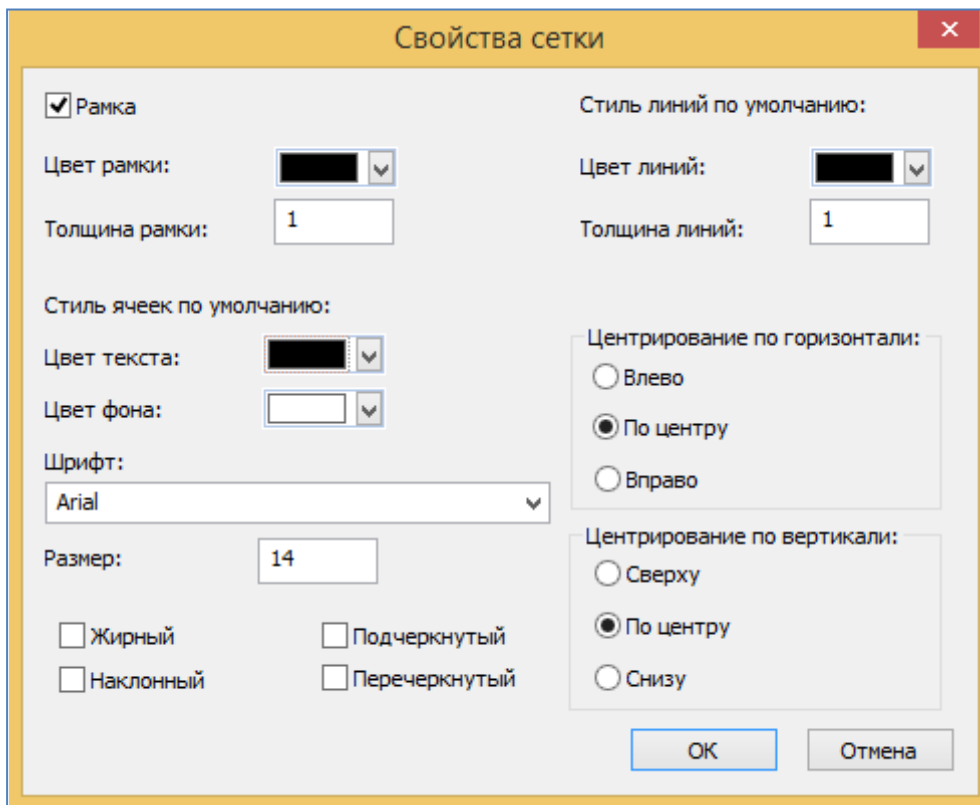 Свойства сетки
Рамка
Стиль линий по умолчанию:
Цвет рамки:
Цвет линий:
Толщина рамки:
1
Толщина линий:
1
Стиль ячеек по умолчанию:
Цвет текста:
Цвет фона:
Шрифт:
Arial
Размер:
14
Жирный
Подчеркнутый
Наклонный
Перечеркнутый
Центрирование по горизонтали:
Влево
По центру
Вправо
Центрирование по вертикали:
Сверху
По центру
Снизу
ОК
Отмена